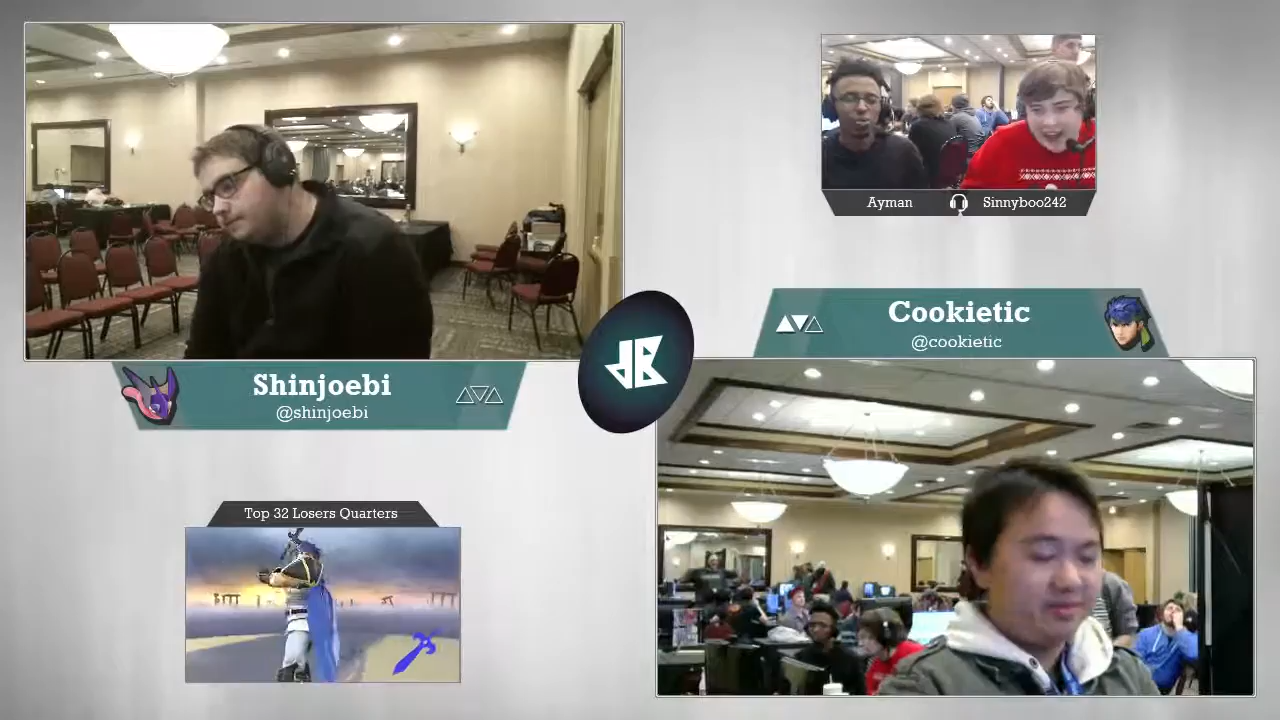 Ayman
Sinnyboo242
Cookietic
@cookietic
Shinjoebi
@shinjoebi
Top 32 Losers Quarters